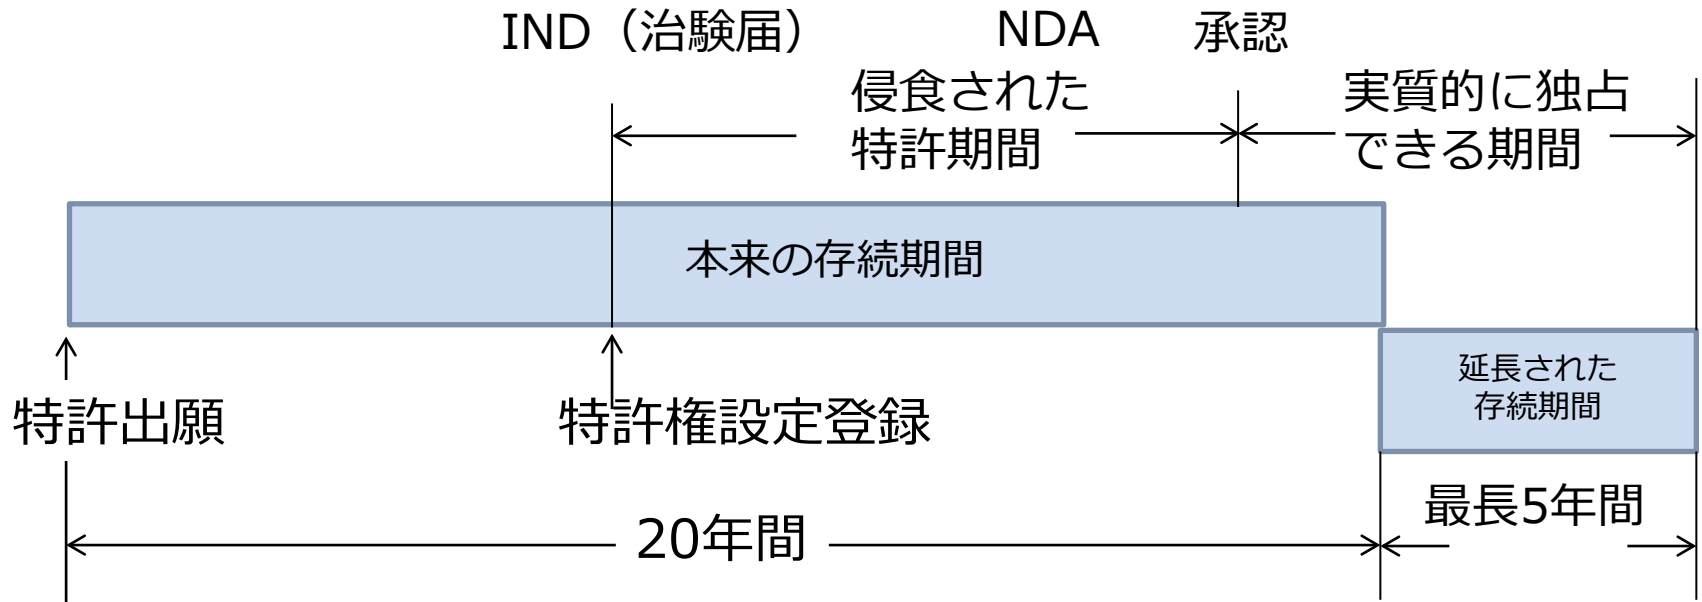 IND（治験届）
NDA
承認
侵食された
特許期間
実質的に独占
できる期間
本来の存続期間
延長された
存続期間
特許出願
特許権設定登録
最長5年間
20年間